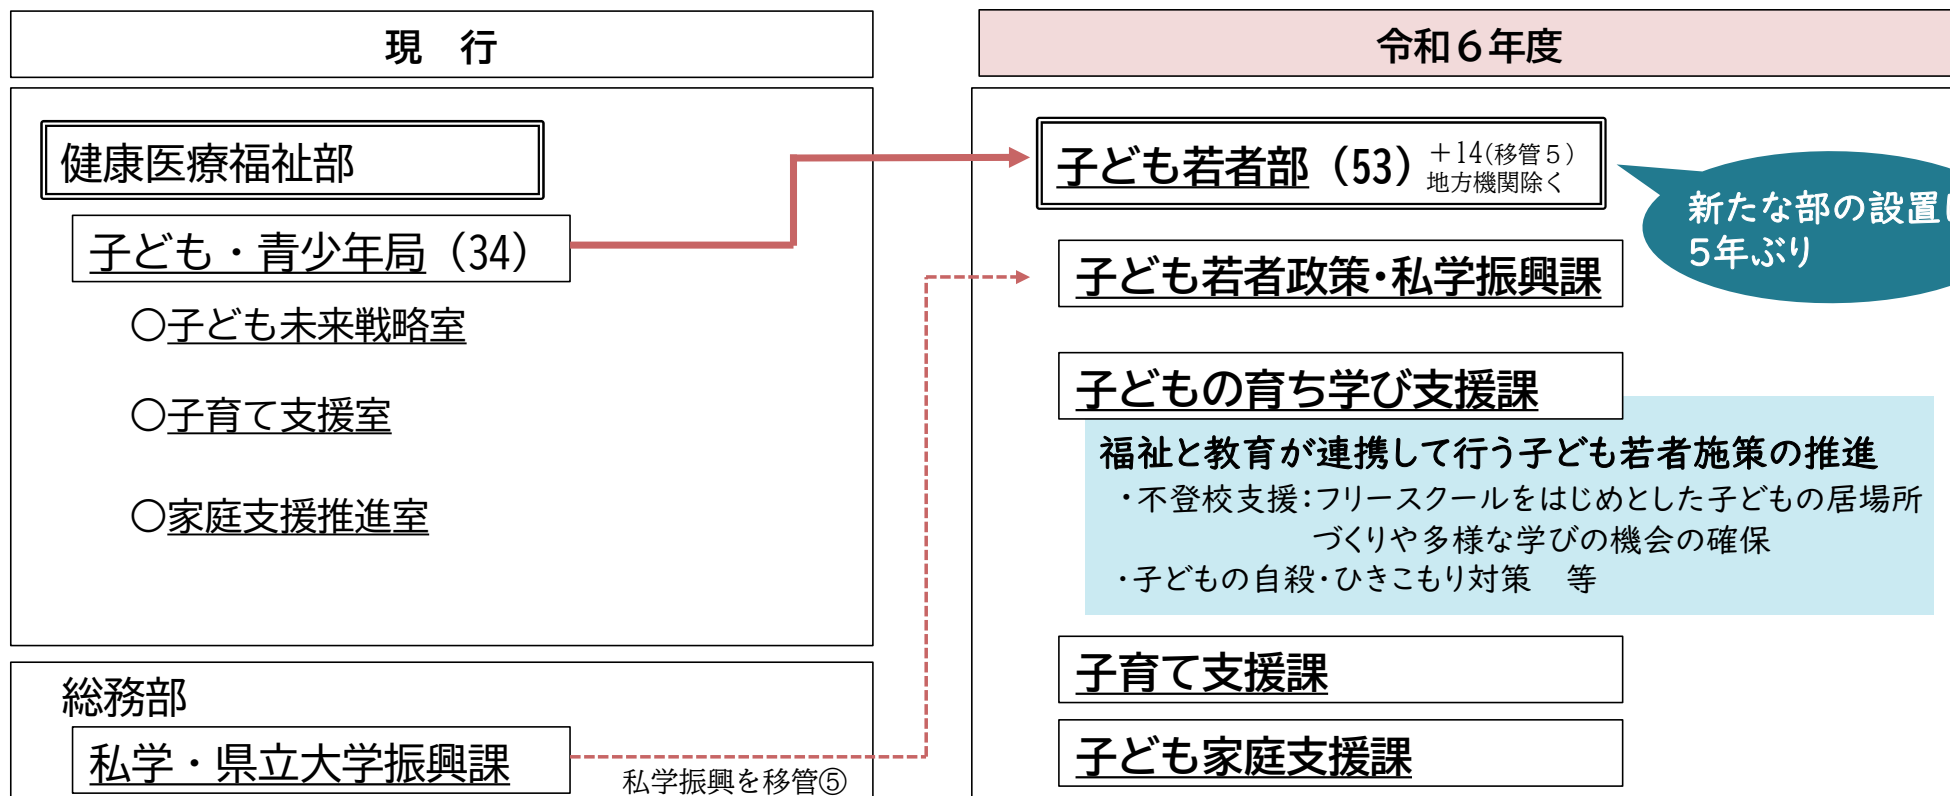 現　行
健康医療福祉部
子ども・青少年局（34）
○子ども未来戦略室
○子育て支援室
○家庭支援推進室
総務部
私学・県立大学振興課
私学振興を移管⑤
令和６年度
子ども若者部（53）
＋14(移管５)
地方機関除く
新たな部の設置は
5年ぶり
子ども若者政策・私学振興課
子どもの育ち学び支援課
福祉と教育が連携して行う子ども若者施策の推進
・不登校支援：フリースクールをはじめとした子どもの居場所
づくりや多様な学びの機会の確保
・子どもの自殺・ひきこもり対策　等
子育て支援課
子ども家庭支援課